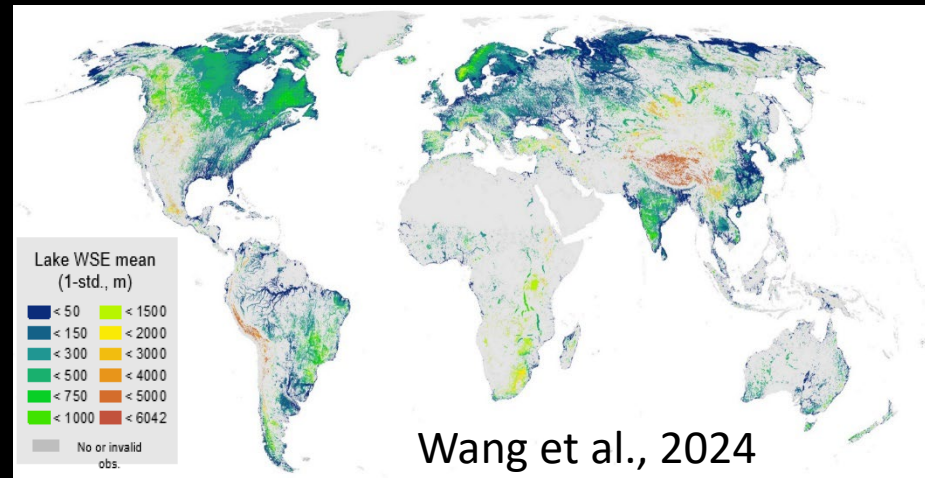 Lake WSE mean
(1-std., m)
< 50 < 1500
< 150 < 2000
< 300 < 3000
< 500 < 4000
< 750 < 5000
< 1000 < 6042
No or invalid
obs.
Wang et al., 2024